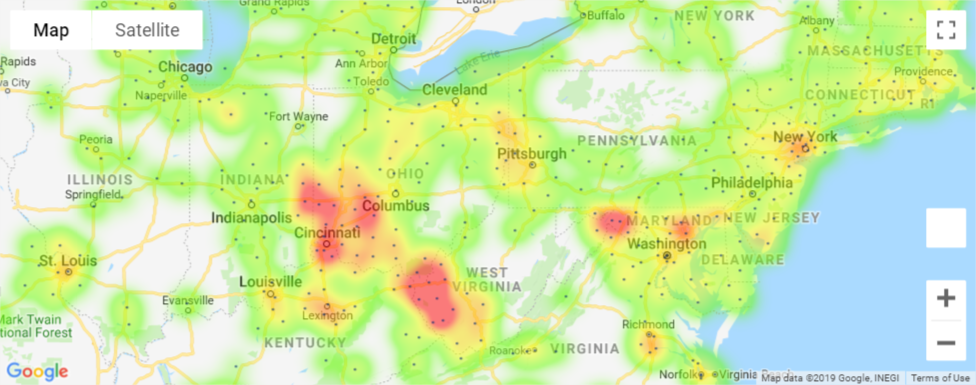 Grand Rapids
London
Buffalo
NEW YORK
Albany
Map
Satellite
Detroit
MASSACHUSETTS
Rapids
Chicago
Ann Arbor
Lake Erie
Providence
va City
Toledo
Naperville
Cleveland
CONNECTICUT
R1
Fort Wayne
Peoria
PENNSYLVANIA
New York
Pittsburgh
ILLINOIS
INDIANA
OHIO
Philadelphia
Springfield
Columbus
Indianapolis
MARYLAND
NEW JERSEY
Cincinnati
Washington
St. Louis
DELAWARE
WEST
VIRGINIA
Louisville
Evansville
Lexington
Mark Twain
tional Forest
Richmond
KENTUCKY
Roanoke
VIRGINIA
Google
Norfolk
Virginia
Map data ©2019 Google, INEGI
Terms of Use